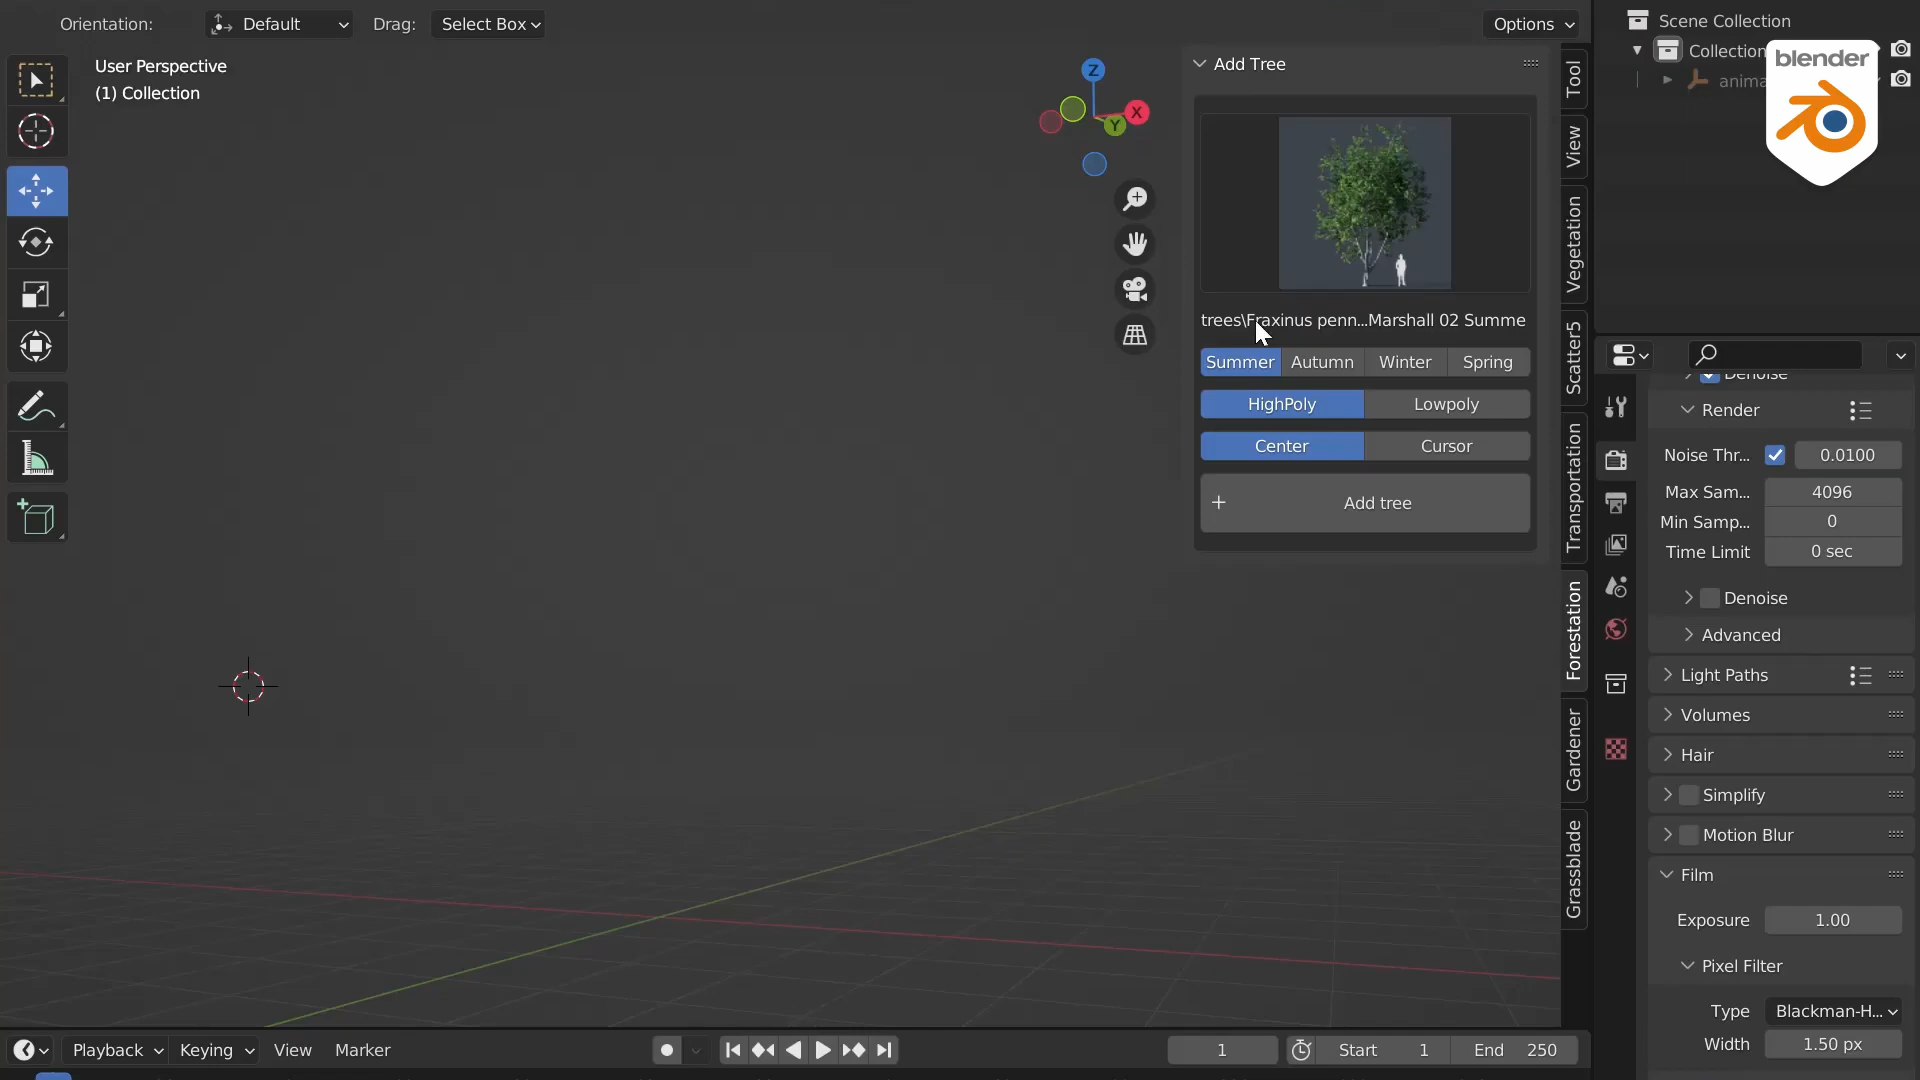 Orientation: Default Drag: Select Box Options
User Perspective
(1) Collection
Z
X
Y
Add Tree
trees\Fraxinus penn...Marshall 02 Summe
Summer Autumn Winter Spring
HighPoly Lowpoly
Center Cursor
+ Add tree
Tool
View
Vegetation
Scatter5
Transportation
Forestation
Gardener
Grassblade
Scene Collection
Collection
anima
blender
Denoise
Render
Noise Thr... 0.0100
Max Sam... 4096
Min Samp... 0
Time Limit 0 sec
Denoise
Advanced
Light Paths
Volumes
Hair
Simplify
Motion Blur
Film
Exposure 1.00
Pixel Filter
Type Blackman-H...
Width 1.50 px
Playback Keying View Marker 1 Start 1 End 250